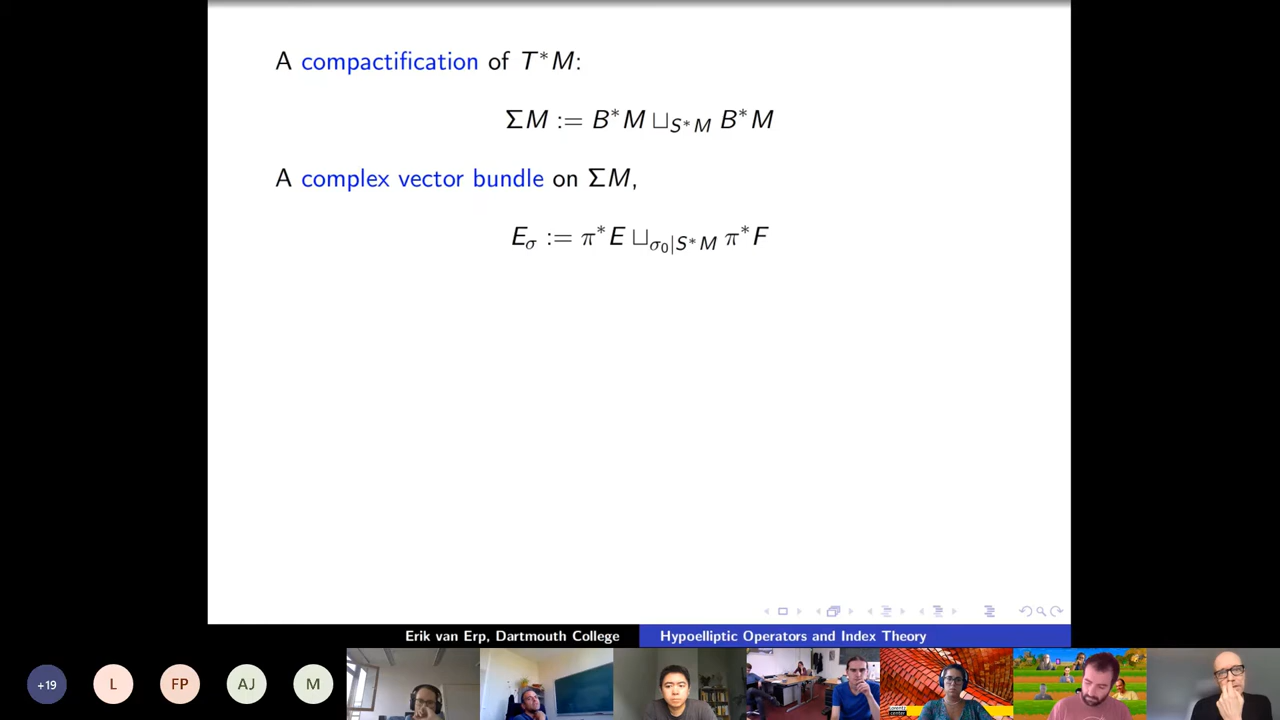 A compactification of T*M:
ΣM := B*M ⊔_{S*M} B*M
A complex vector bundle on ΣM,
E_σ := π*E ⊔_{σ₀|S*M} π*F
Erik van Erp, Dartmouth College Hypoelliptic Operators and Index Theory
+19 L FP AJ M